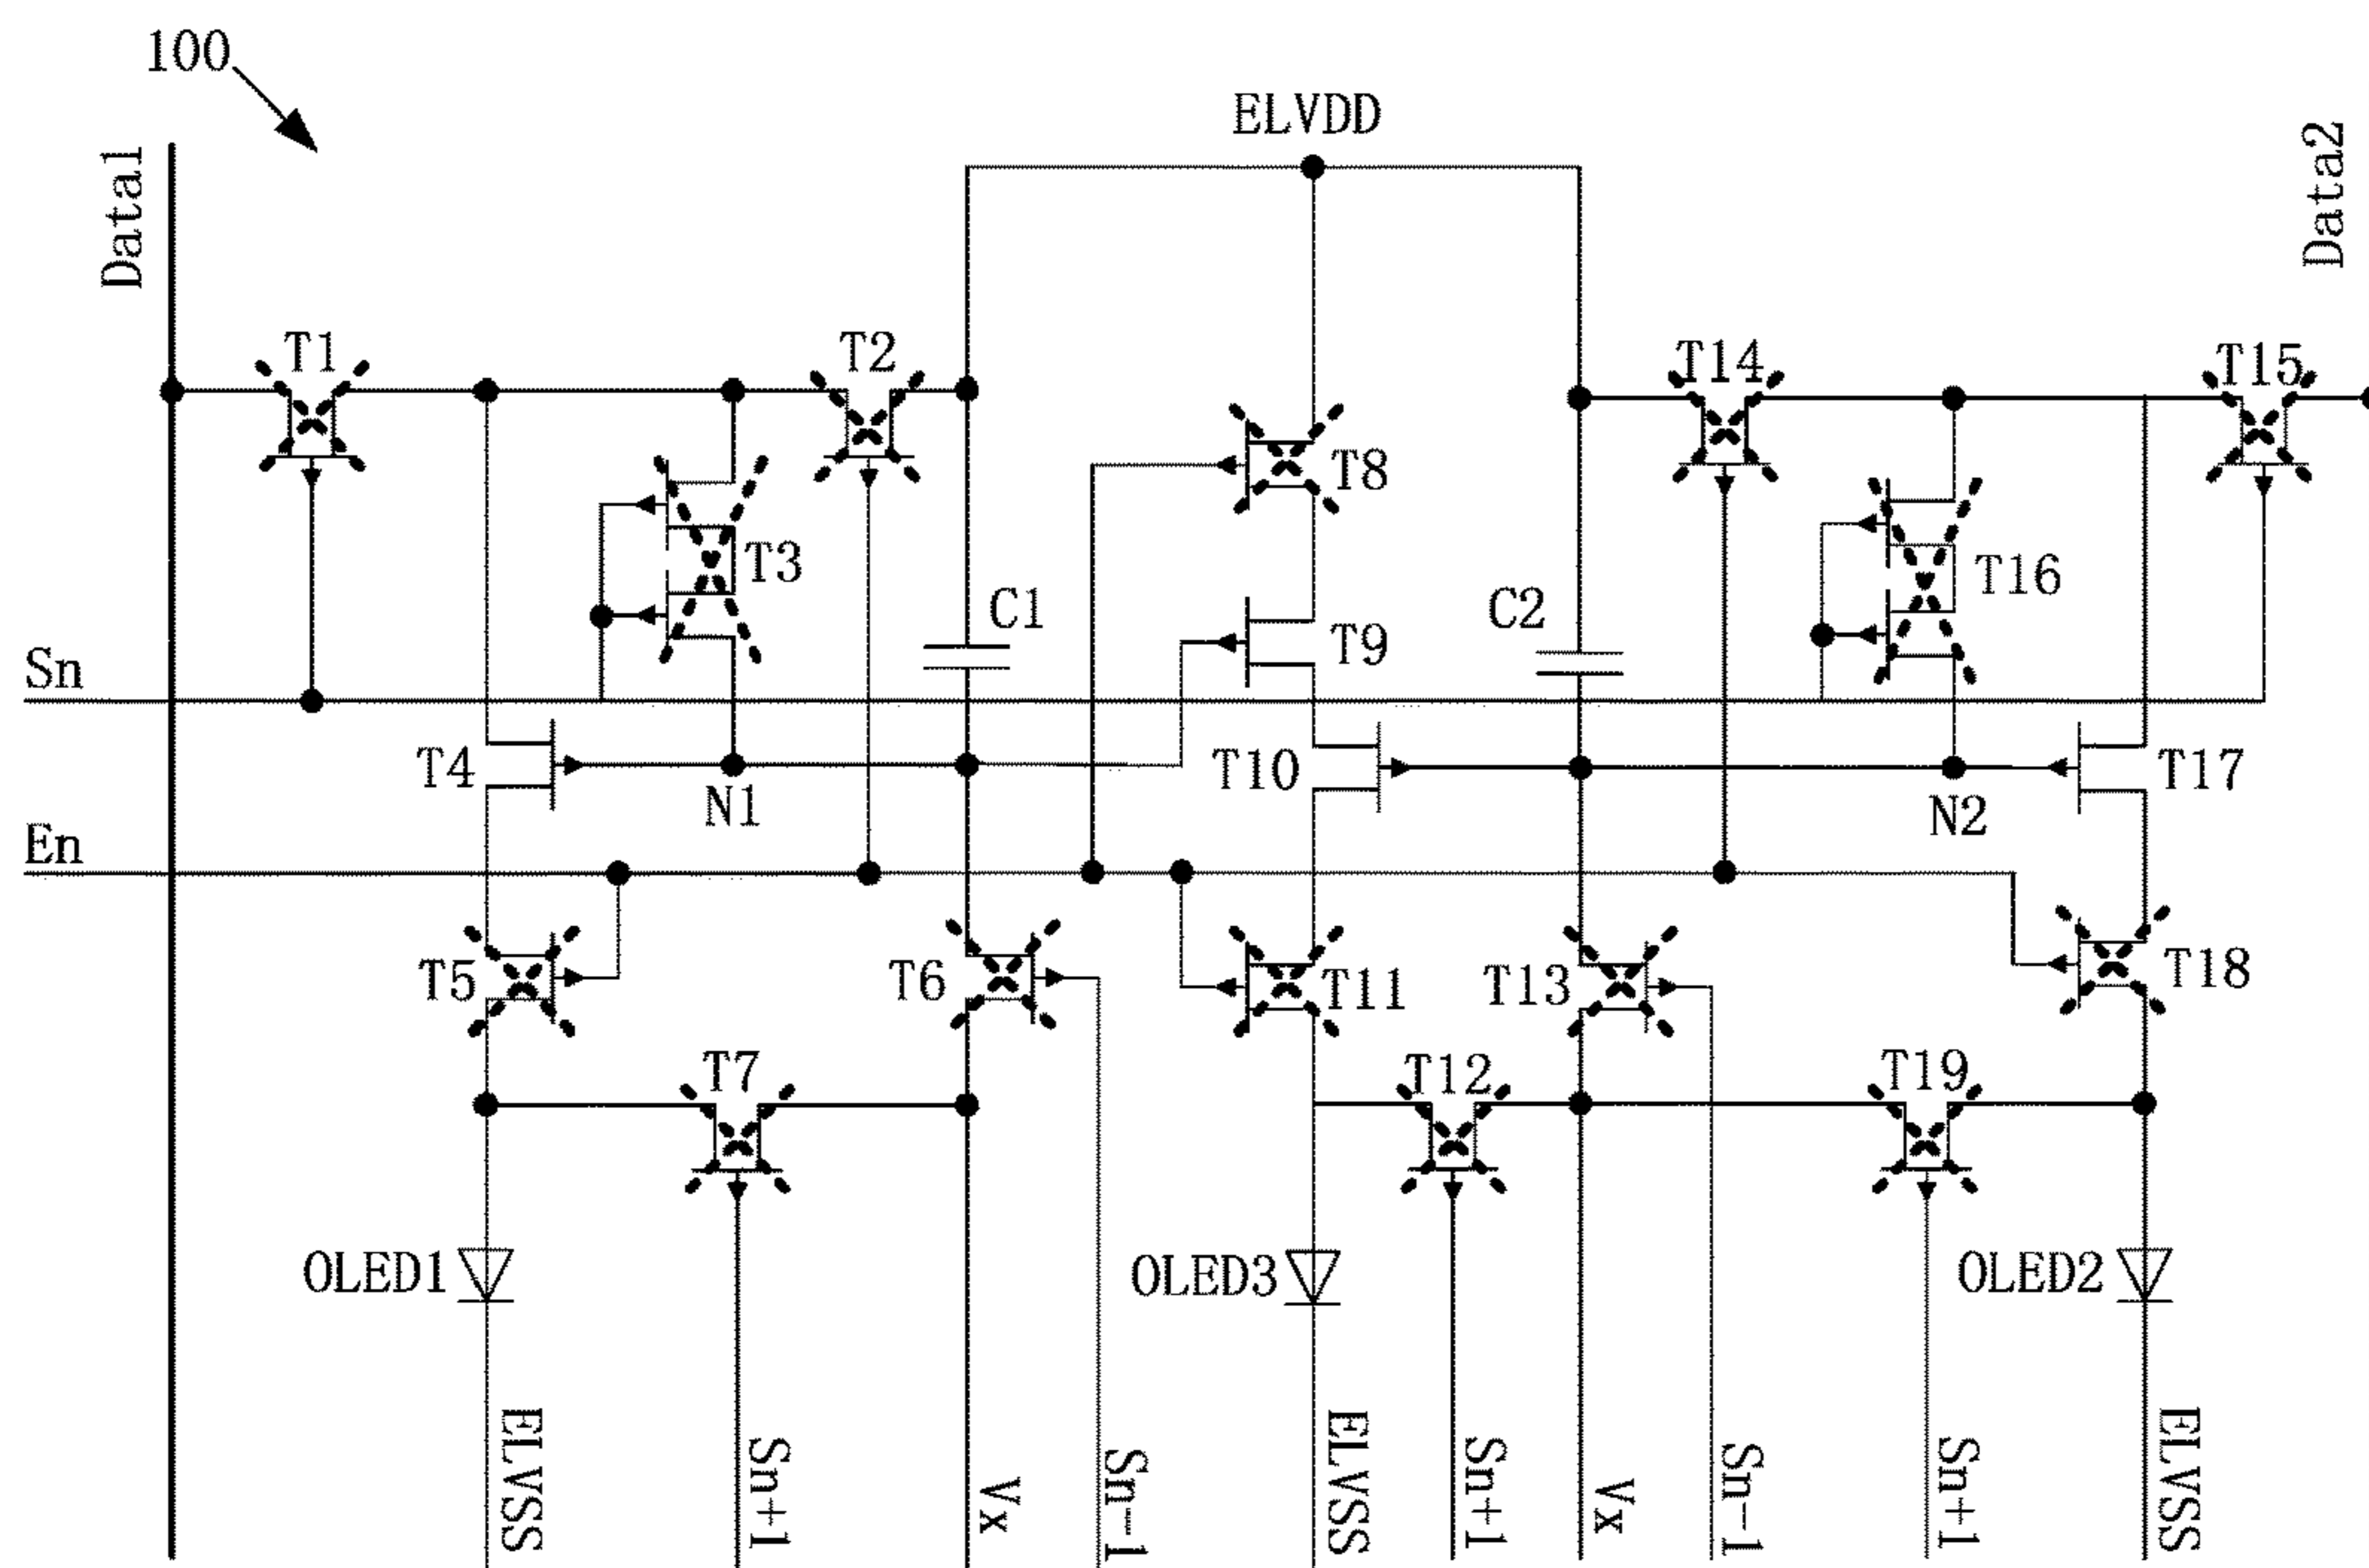 100
ELVDD
Data1
Data2
T1
T2
T14
T15
T8
T3
T16
C1
C2
T9
Sn
T4
T10
T17
N1
N2
En
T5
T6
T11
T13
T18
T7
T12
T19
OLED1
OLED3
OLED2
ELVSS
Sn+1
Vx
Sn-1
ELVSS
Sn+1
Vx
Sn-1
Sn+1
ELVSS